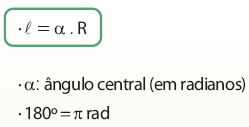 · ℓ = α . R
· α: ângulo central (em radianos)
· 180º = π rad